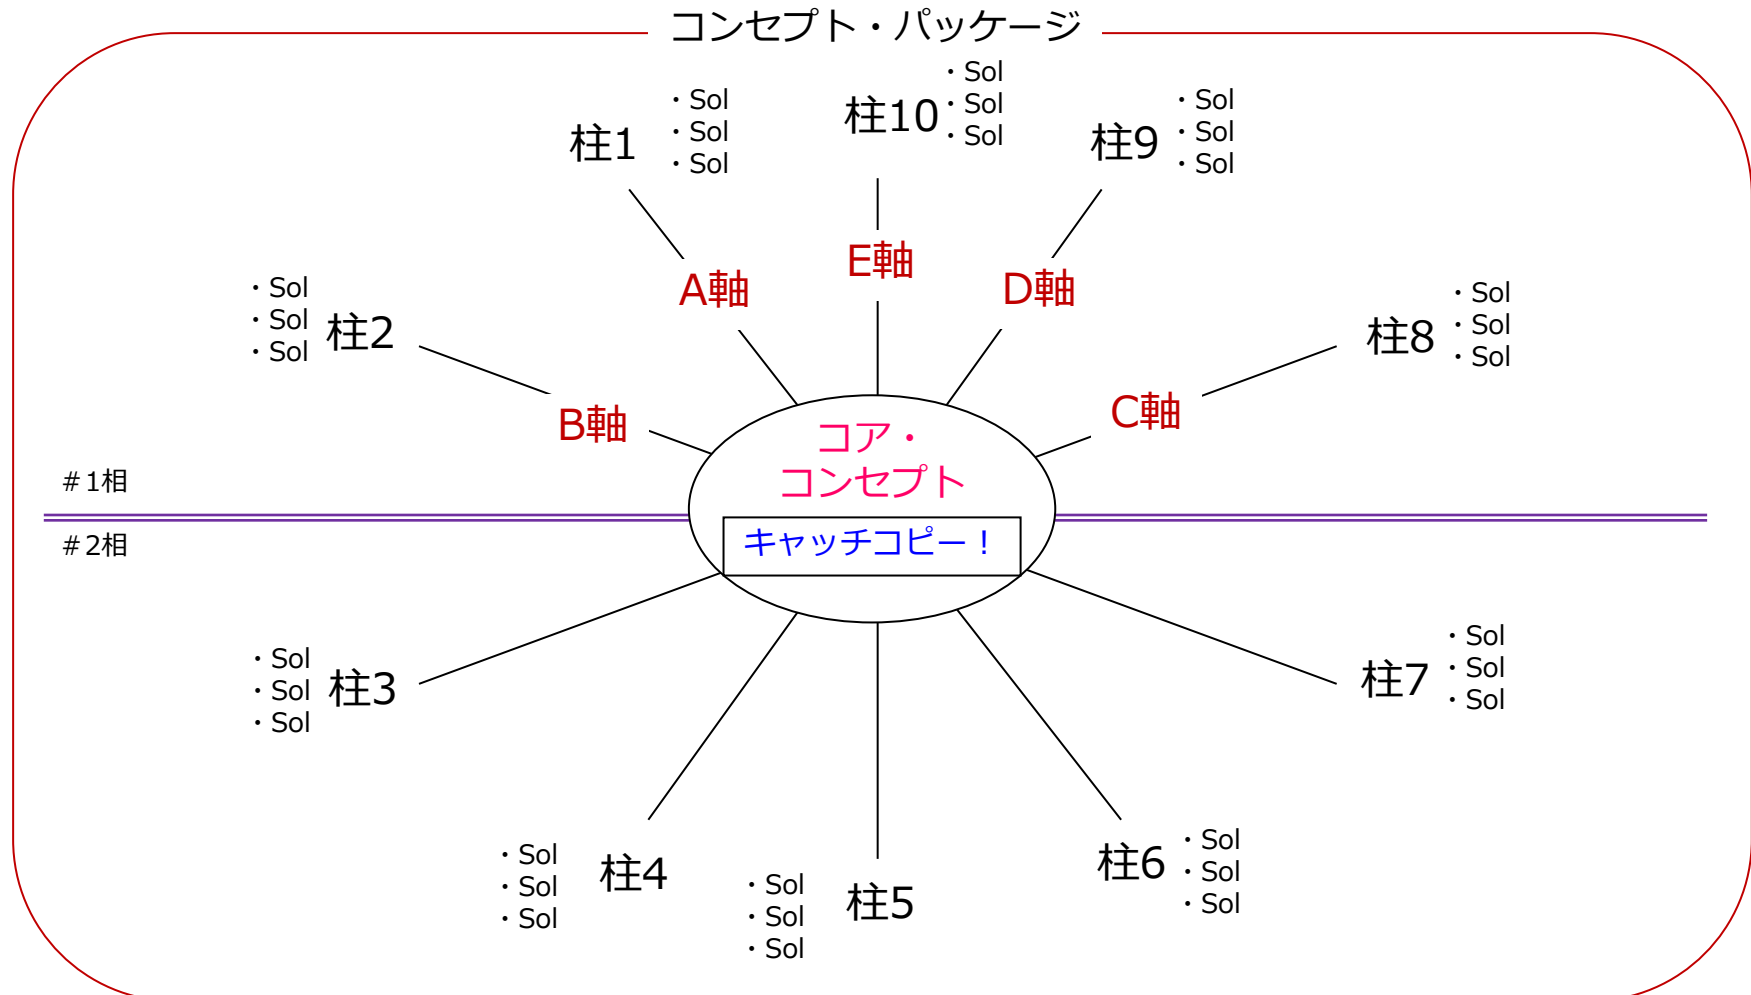 コンセプト・パッケージ
柱1
・Sol
・Sol
・Sol
柱10
・Sol
・Sol
・Sol
柱9
・Sol
・Sol
・Sol
A軸
E軸
D軸
・Sol
・Sol
・Sol
柱2
柱8
・Sol
・Sol
・Sol
B軸
C軸
コア・
コンセプト
キャッチコピー！
＃1相
＃2相
・Sol
・Sol
・Sol
柱3
柱7
・Sol
・Sol
・Sol
・Sol
・Sol
・Sol
柱4
・Sol
・Sol
・Sol
柱5
柱6
・Sol
・Sol
・Sol